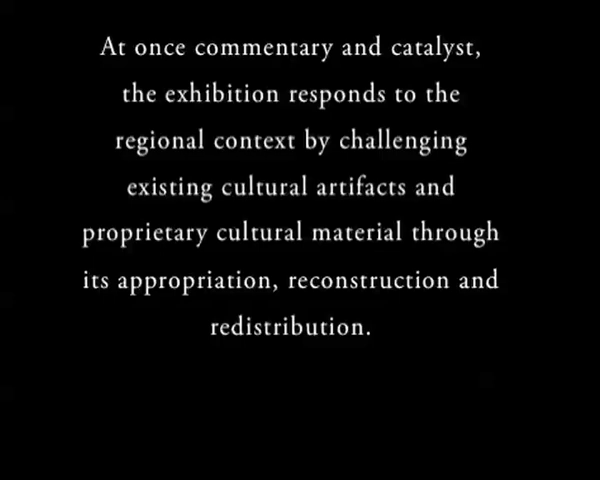 At once commentary and catalyst,
the exhibition responds to the
regional context by challenging
existing cultural artifacts and
proprietary cultural material through
its appropriation, reconstruction and
redistribution.